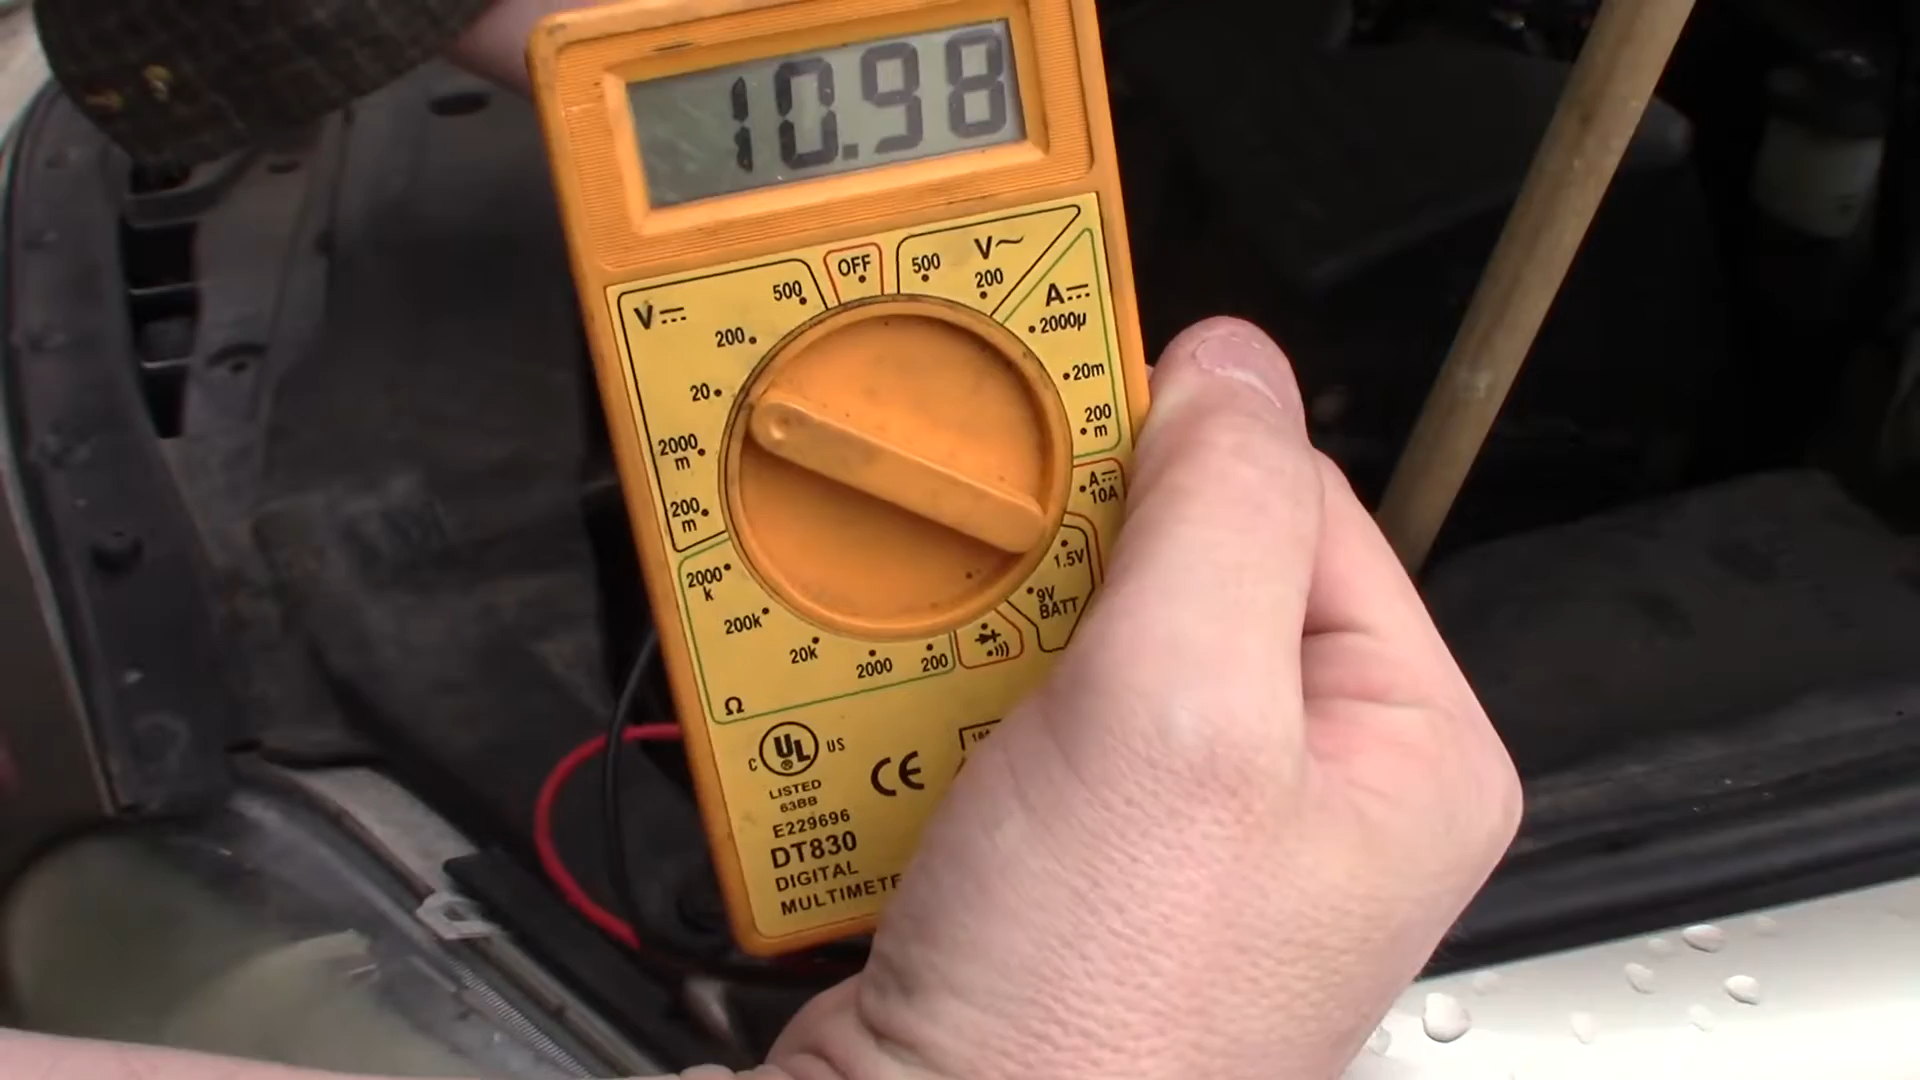 10.98
OFF
500 V~
200
V⎓ 500
200
20
2000
m
200
m
A⎓
2000µ
20m
200
m
A⎓
10A
1.5V
9V
BATT
2000
k
200k
20k
2000
200
Ω
C UL US
®
LISTED
63BB
CE
E229696
DT830
DIGITAL